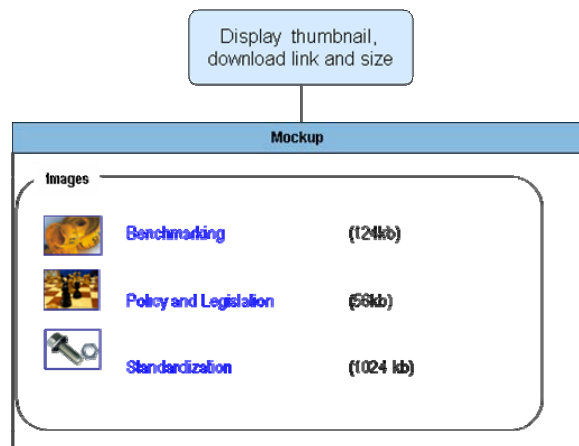 Display thumbnail,
download link and size
Mockup
Images
Benchmarking (124kb)
Policy and Legislation (56kb)
Standardization (1024 kb)